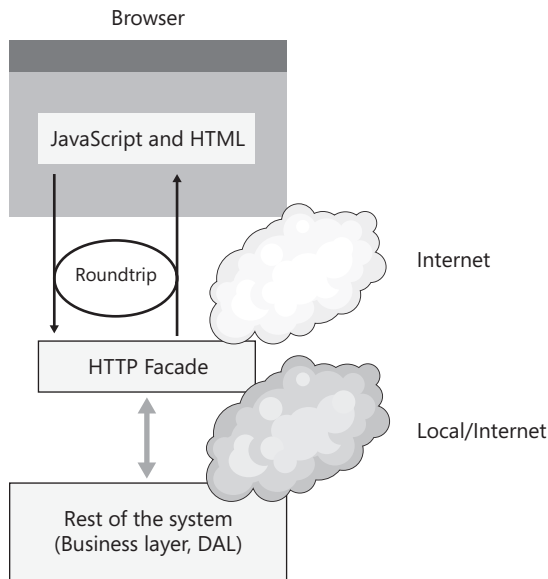 Browser
JavaScript and HTML
Roundtrip
Internet
HTTP Facade
Local/Internet
Rest of the system
(Business layer, DAL)